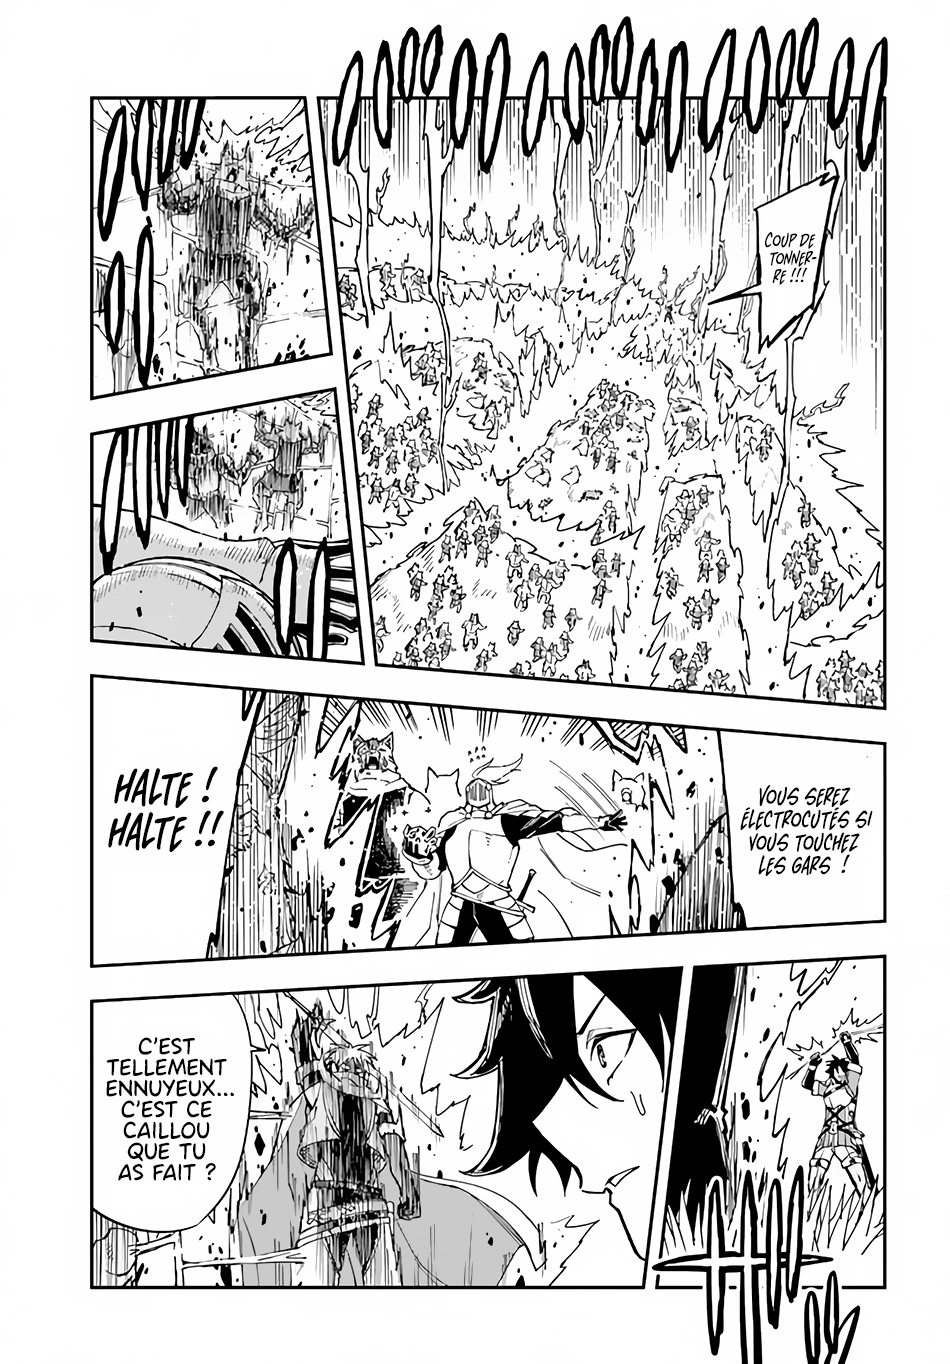 COUP DE
TONNER-
RE !!!
VOUS SEREZ
ÉLECTROCUTÉS SI
VOUS TOUCHEZ
LES GARS !
HALTE !
HALTE !!
C'EST
TELLEMENT
ENNUYEUX...
C'EST CE
CAILLOU
QUE TU
AS FAIT ?